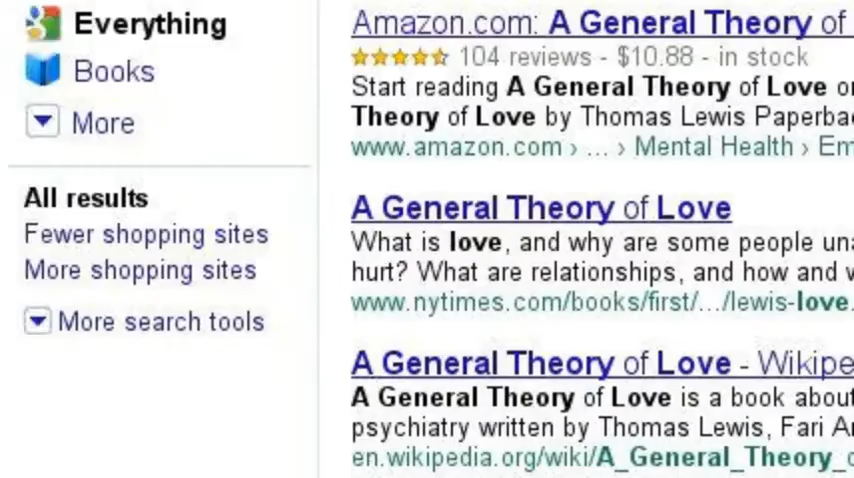 Everything
Books
More
All results
Fewer shopping sites
More shopping sites
More search tools
Amazon.com: A General Theory of
104 reviews - $10.88 - in stock
Start reading A General Theory of Love
Theory of Love by Thomas Lewis
www.amazon.com › ... › Mental Health ›
A General Theory of Love
What is love, and why are some people
hurt? What are relationships, and how and
www.nytimes.com/books/first/.../lewis-love.
A General Theory of Love -
A General Theory of Love is a book about
psychiatry written by Thomas Lewis, Fari
en.wikipedia.org/wiki/A_General_Theory_